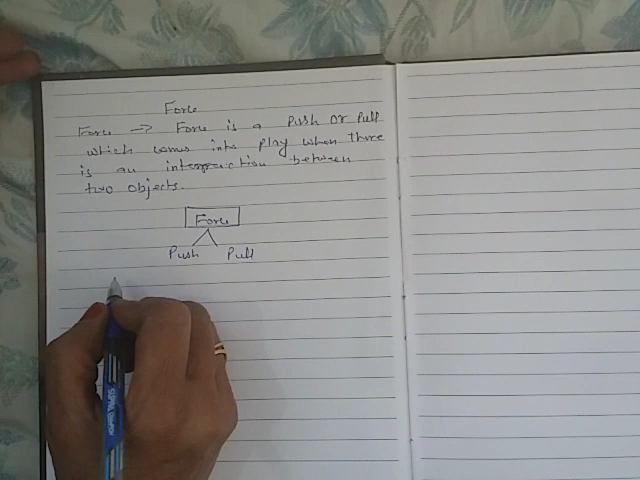 Force
Force → Force is a Push or Pull
which comes into play when there
is an interaction between
two objects.
Force
Push Pull